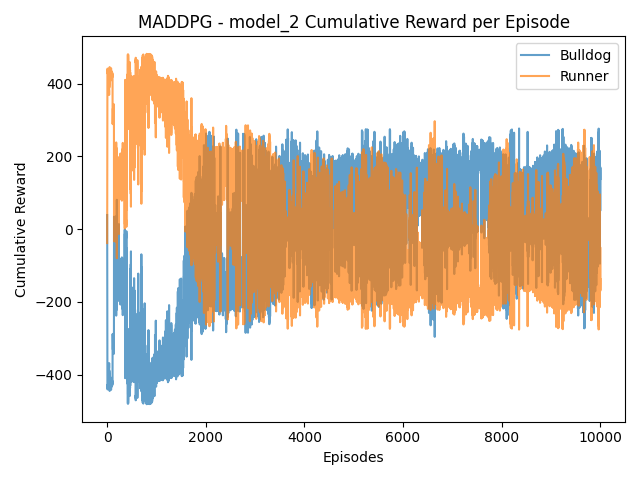 MADDPG - model_2 Cumulative Reward per Episode
Bulldog
Runner
Cumulative Reward
400
200
0
−200
−400
0 2000 4000 6000 8000 10000
Episodes